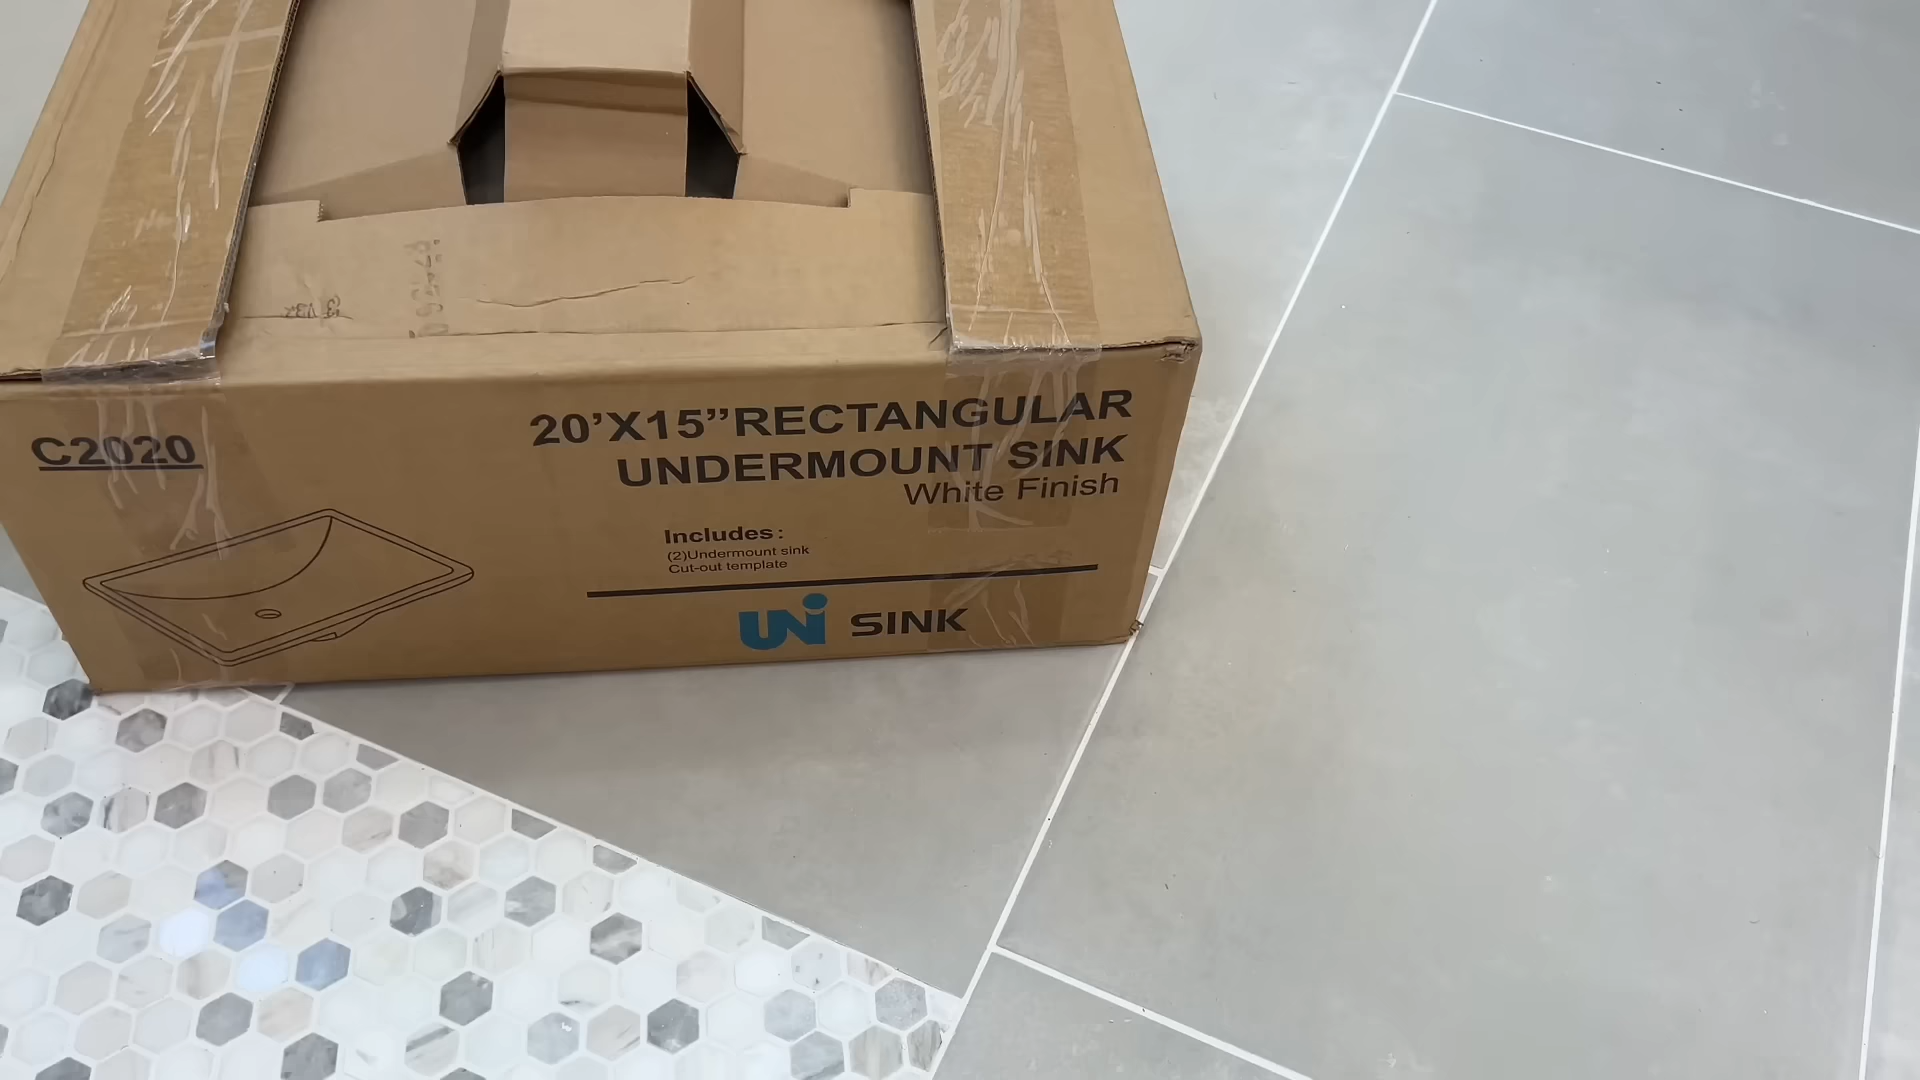 C2020
20’X15”RECTANGULAR
UNDERMOUNT SINK
White Finish
Includes:
(2)Undermount sink
Cut-out template
UNi SINK